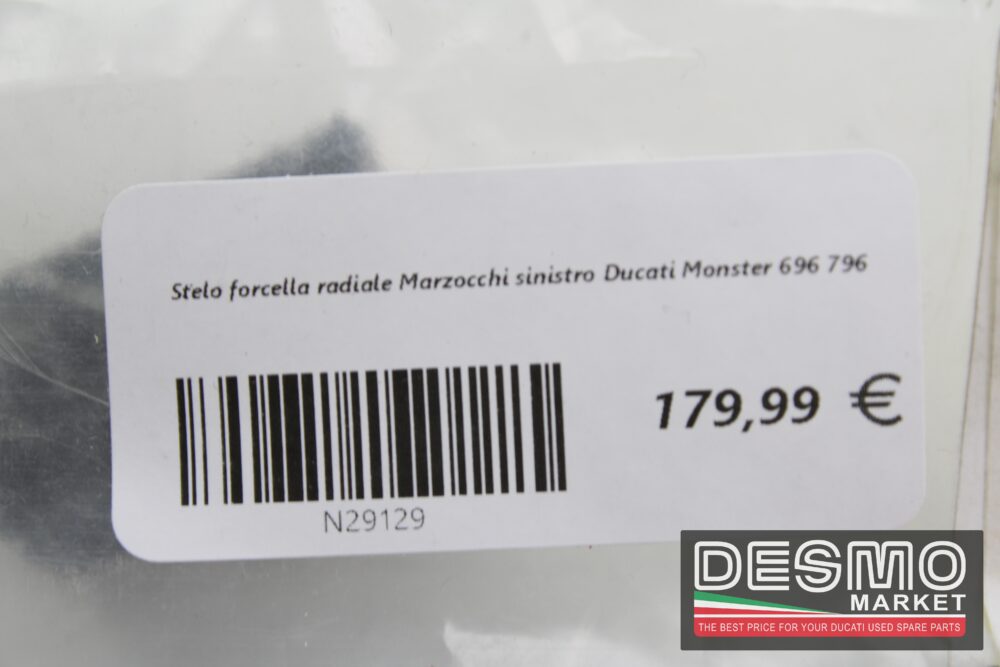 Stelo forcella radiale Marzocchi sinistro Ducati Monster 696 796
179,99 €
N29129
DESMO
MARKET
THE BEST PRICE FOR YOUR DUCATI USED SPARE PARTS